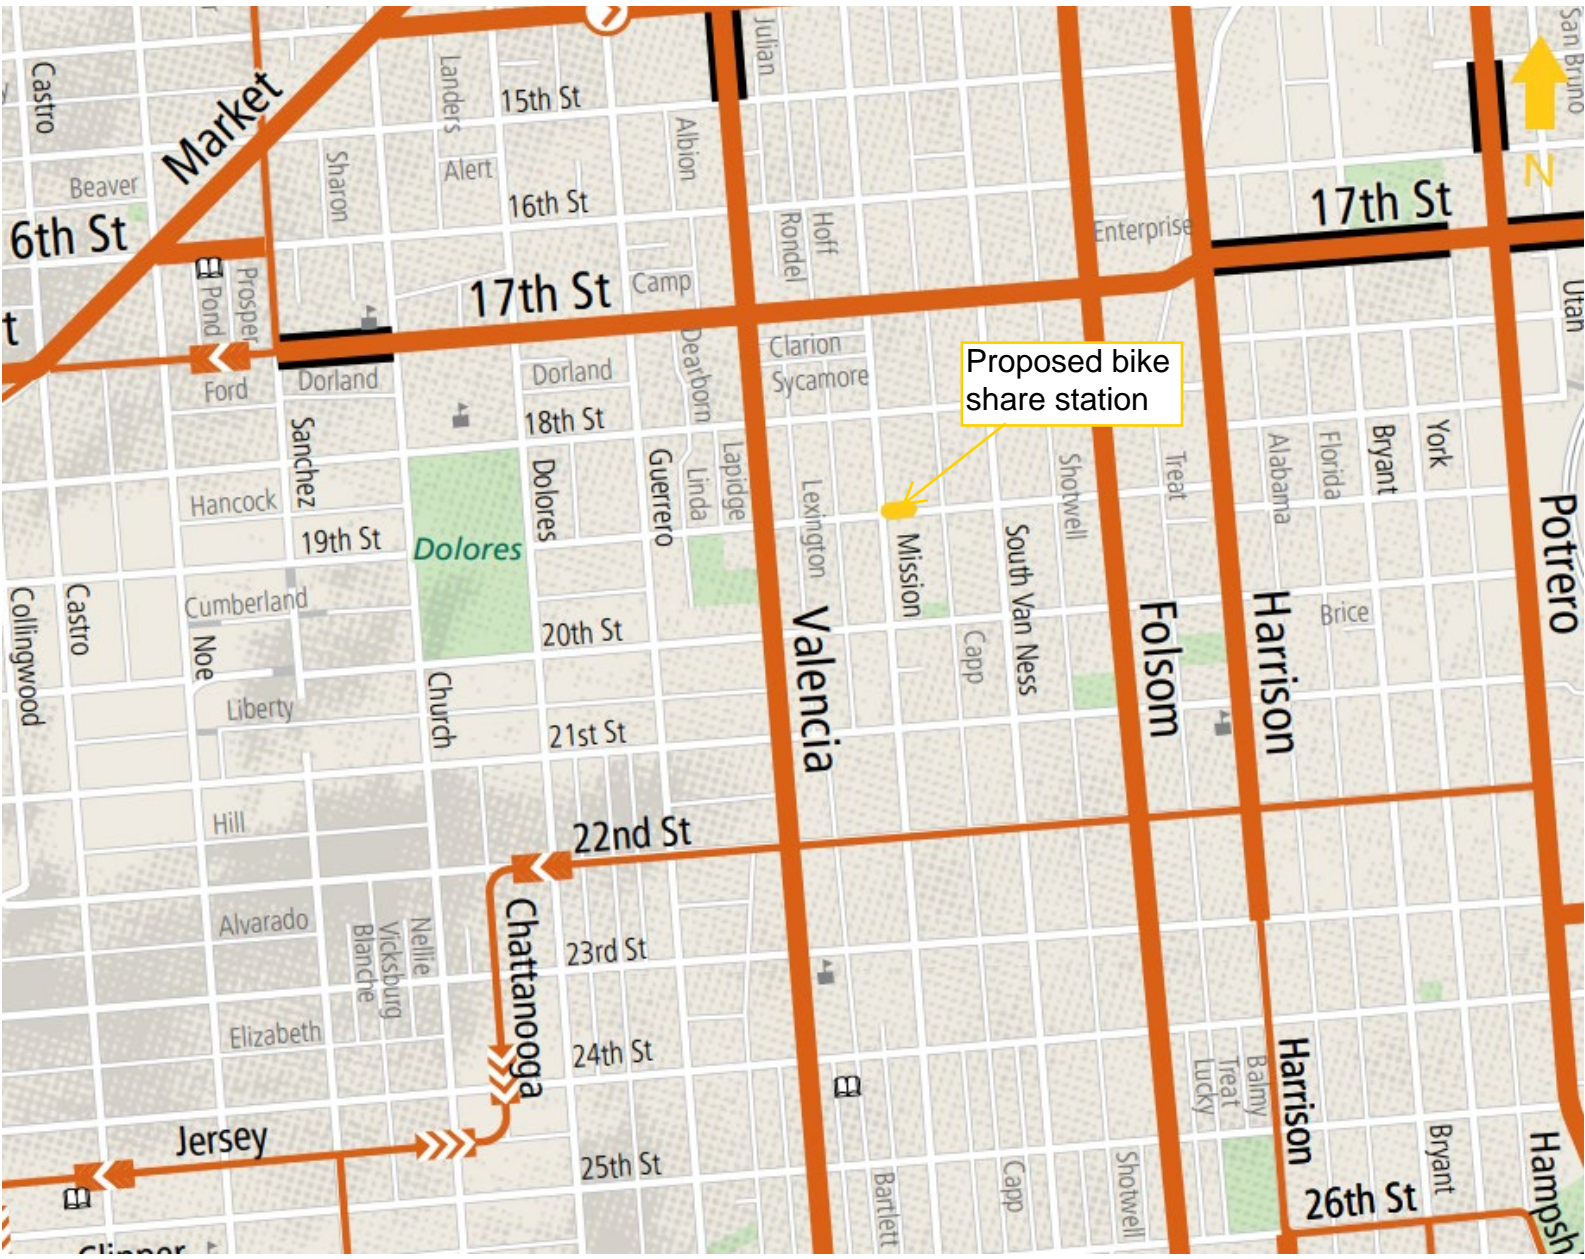 San Bruno
Julian
Castro
Landers
15th St
Market
Albion
N
Sharon
Alert
Beaver
16th St
17th St
6th St
Rondel
Hoff
Enterprise
Pond
Prosper
17th St
Camp
Utah
t
Clarion
Dearborn
Proposed bike
share station
Ford
Dorland
Dorland
Sycamore
18th St
Sanchez
Alabama
Florida
Bryant
York
Hancock
Dolores
Guerrero
Linda
Lapidge
Lexington
Shotwell
Treat
Potrero
19th St
Dolores
Mission
South Van Ness
Collingwood
Castro
Cumberland
Noe
20th St
Valencia
Capp
Folsom
Harrison
Brice
Liberty
Church
21st St
Hill
22nd St
Alvarado
Blanche
Vicksburg
Nellie
Chattanooga
23rd St
Elizabeth
24th St
Lucky
Treat
Balmy
Harrison
Jersey
25th St
Bartlett
Capp
Shotwell
Bryant
Hampsh
26th St
Clipper